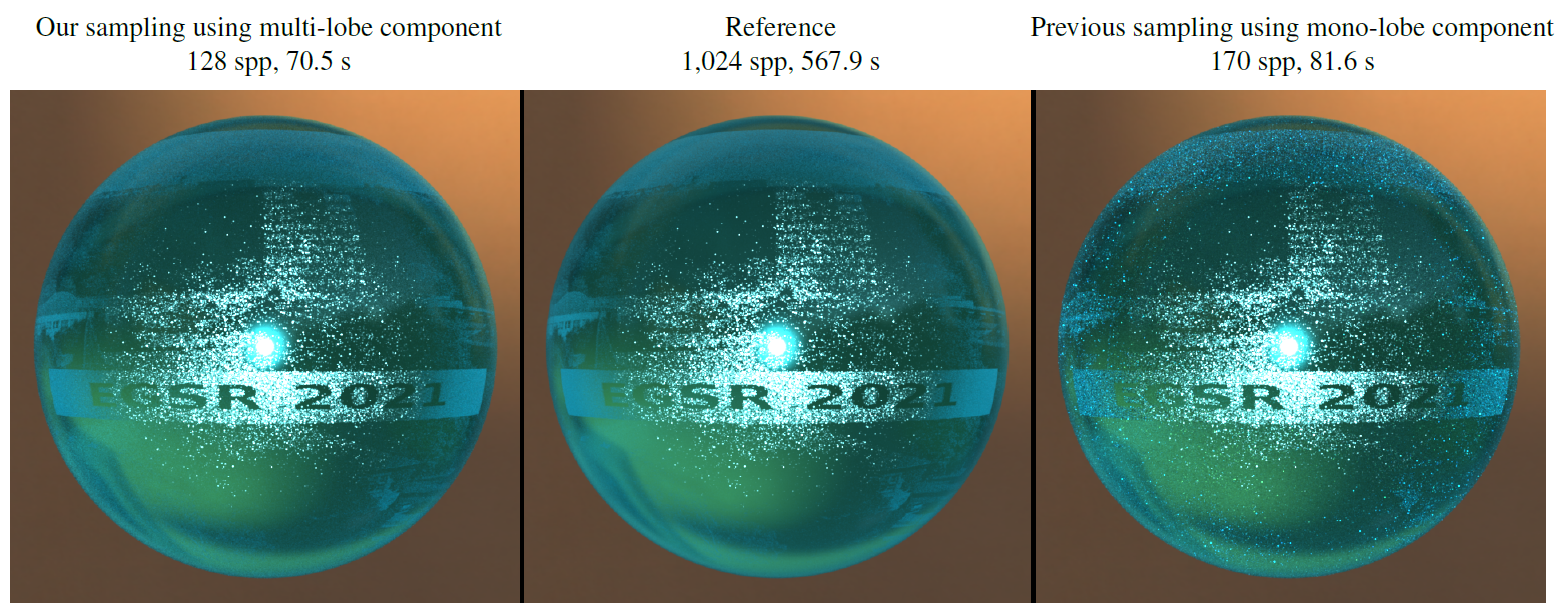 Our sampling using multi-lobe component
128 spp, 70.5 s
Reference
1,024 spp, 567.9 s
Previous sampling using mono-lobe component
170 spp, 81.6 s
EGSR 2021
EGSR 2021
EGSR 2021